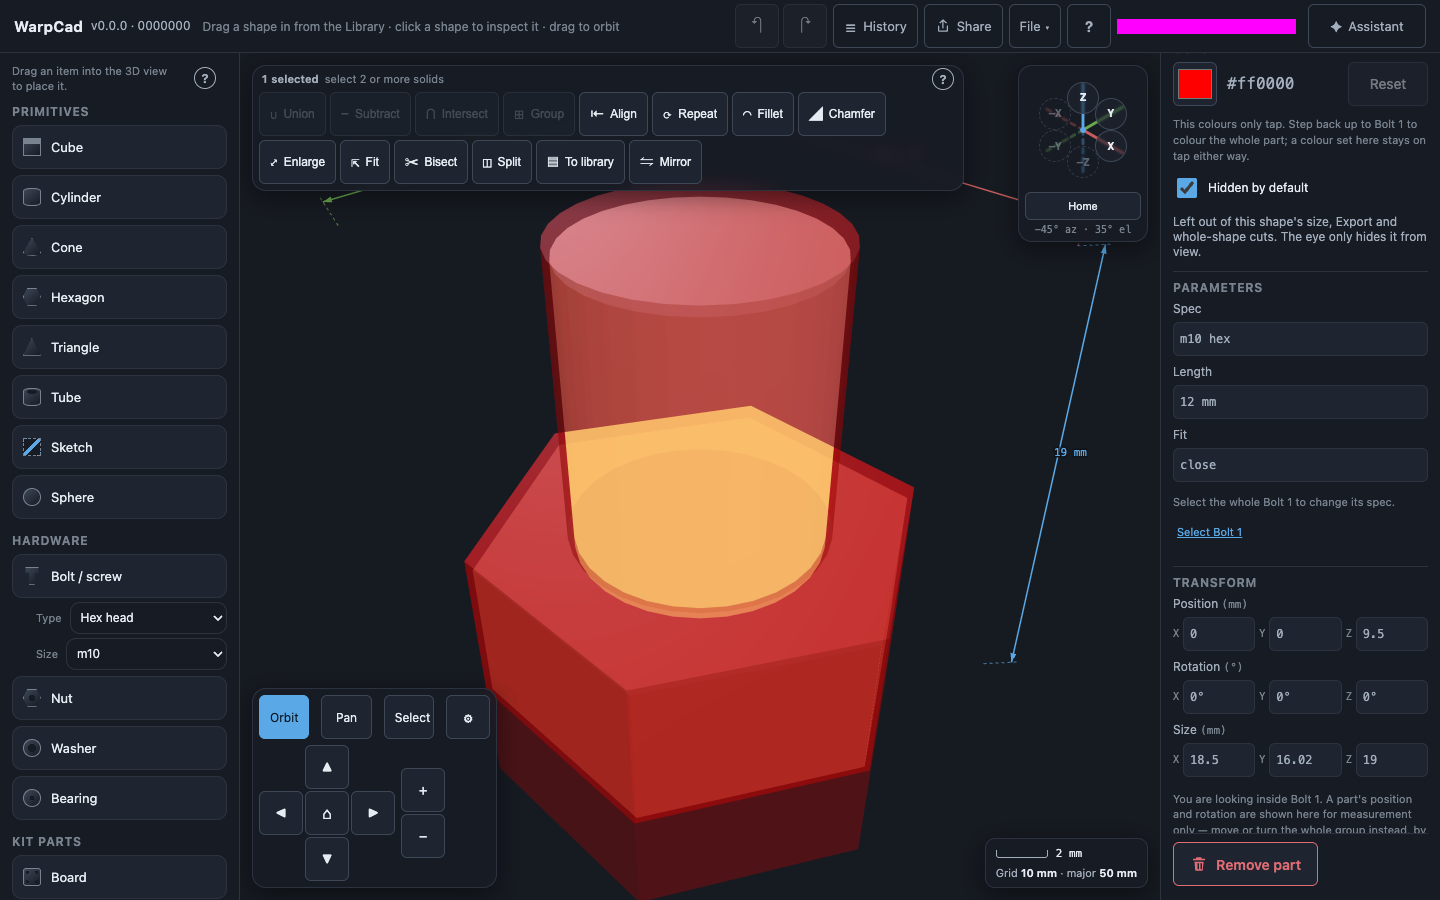 WarpCad v0.0.0 · 0000000 Drag a shape in from the Library · click a shape to inspect it · drag to orbit
History
Share
File
?
Assistant
Drag an item into the 3D view
to place it.
?
PRIMITIVES
Cube
Cylinder
Cone
Hexagon
Triangle
Tube
Sketch
Sphere
HARDWARE
Bolt / screw
Type Hex head
Size m10
Nut
Washer
Bearing
KIT PARTS
Board
1 selected select 2 or more solids
?
Union
Subtract
Intersect
Group
Align
Repeat
Fillet
Chamfer
Enlarge
Fit
Bisect
Split
To library
Mirror
Z
-X
Y
-Y
X
-Z
Home
-45° az · 35° el
19 mm
Orbit
Pan
Select
+
−
2 mm
Grid 10 mm · major 50 mm
#ff0000
Reset
This colours only tap. Step back up to Bolt 1 to
colour the whole part; a colour set here stays on
tap either way.
Hidden by default
Left out of this shape's size, Export and
whole-shape cuts. The eye only hides it from
view.
PARAMETERS
Spec
m10 hex
Length
12 mm
Fit
close
Select the whole Bolt 1 to change its spec.
Select Bolt 1
TRANSFORM
Position (mm)
X 0 Y 0 Z 9.5
Rotation (°)
X 0° Y 0° Z 0°
Size (mm)
X 18.5 Y 16.02 Z 19
You are looking inside Bolt 1. A part's position
and rotation are shown here for measurement
only — move or turn the whole group instead, by
Remove part